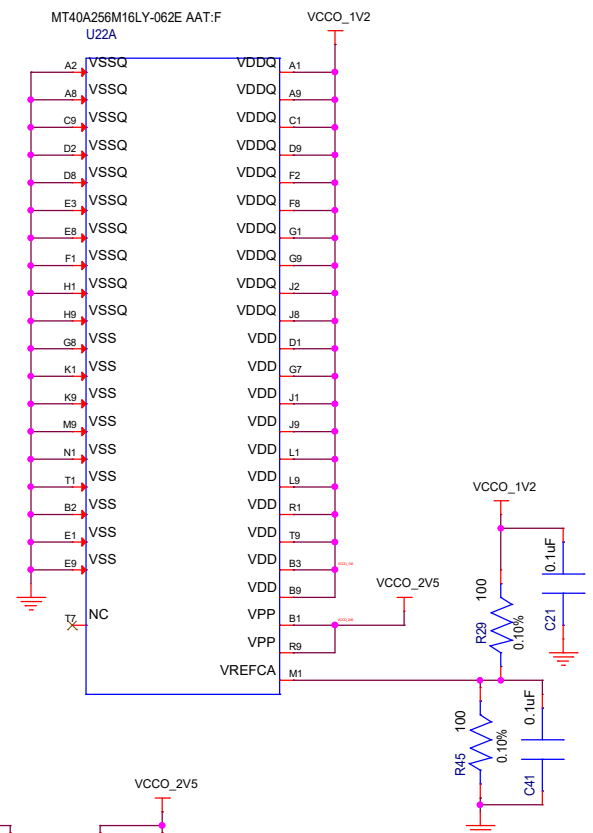 MT40A256M16LY-062E AAT:F
U22A
VCCO_1V2
A2 VSSQ VDDQ A1
A8 VSSQ VDDQ A9
C9 VSSQ VDDQ C1
D2 VSSQ VDDQ D9
D8 VSSQ VDDQ F2
E3 VSSQ VDDQ F8
E8 VSSQ VDDQ G1
F1 VSSQ VDDQ G9
H1 VSSQ VDDQ J2
H9 VSSQ VDDQ J8
G8 VSS VDD D1
K1 VSS VDD G7
K9 VSS VDD J1
M9 VSS VDD J9
N1 VSS VDD L1
T1 VSS VDD L9
B2 VSS VDD R1
E1 VSS VDD T9
E9 VSS VDD B3 VCCO_1V2
VDD B9
T7 NC VPP B1 VCCO_2V5
VPP R9
VREFCA M1
VCCO_2V5
VCCO_1V2
R29
100
0.10%
C21
0.1uF
R45
100
0.10%
C41
0.1uF
VCCO_2V5